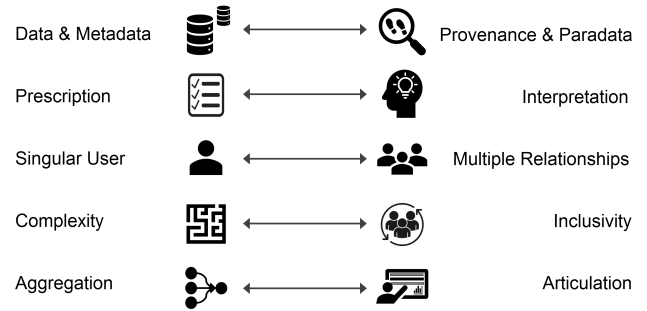 Data & Metadata Provenance & Paradata
Prescription Interpretation
Singular User Multiple Relationships
Complexity Inclusivity
Aggregation Articulation